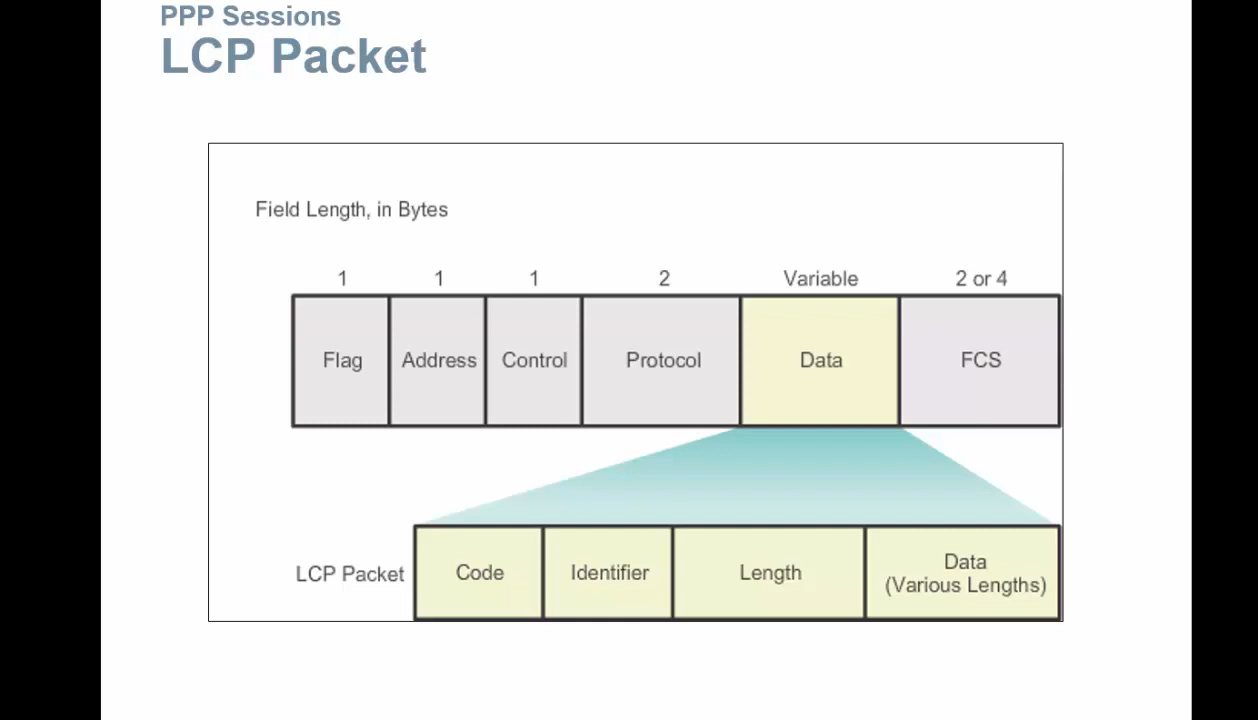 PPP Sessions
LCP Packet
Field Length, in Bytes
1 1 1 2 Variable 2 or 4
Flag Address Control Protocol Data FCS
LCP Packet Code Identifier Length Data
(Various Lengths)